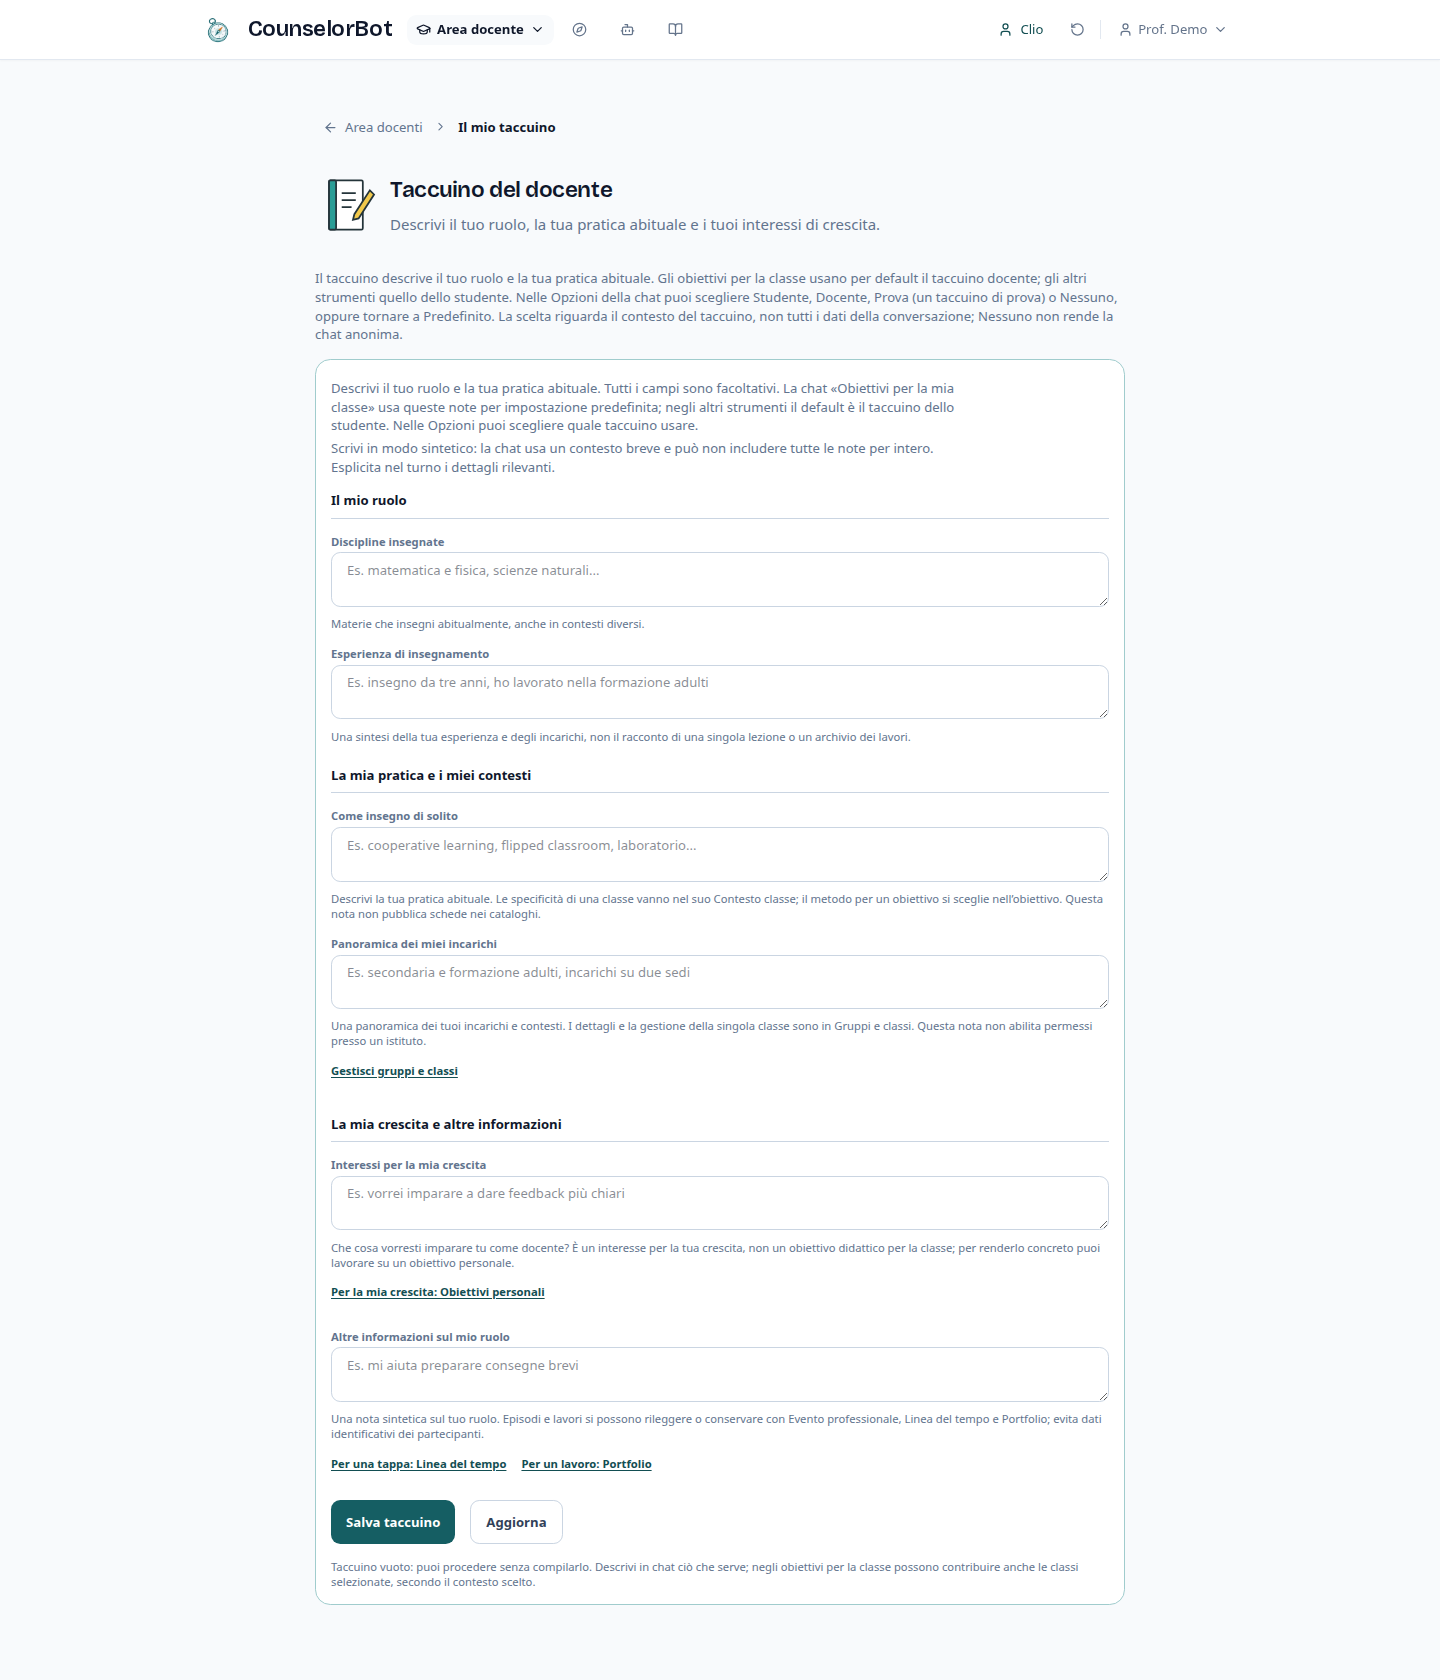 CounselorBot
Area docente
Clio
Prof. Demo
Area docenti
Il mio taccuino
Taccuino del docente
Descrivi il tuo ruolo, la tua pratica abituale e i tuoi interessi di crescita.
Il taccuino descrive il tuo ruolo e la tua pratica abituale. Gli obiettivi per la classe usano per default il taccuino docente; gli altri
strumenti quello dello studente. Nelle Opzioni della chat puoi scegliere Studente, Docente, Prova (un taccuino di prova) o Nessuno,
oppure tornare a Predefinito. La scelta riguarda il contesto del taccuino, non tutti i dati della conversazione; Nessuno non rende la
chat anonima.
Descrivi il tuo ruolo e la tua pratica abituale. Tutti i campi sono facoltativi. La chat «Obiettivi per la mia
classe» usa queste note per impostazione predefinita; negli altri strumenti il default è il taccuino dello
studente. Nelle Opzioni puoi scegliere quale taccuino usare.
Scrivi in modo sintetico: la chat usa un contesto breve e può non includere tutte le note per intero.
Esplicita nel turno i dettagli rilevanti.
Il mio ruolo
Discipline insegnate
Es. matematica e fisica, scienze naturali...
Materie che insegni abitualmente, anche in contesti diversi.
Esperienza di insegnamento
Es. insegno da tre anni, ho lavorato nella formazione adulti
Una sintesi della tua esperienza e degli incarichi, non il racconto di una singola lezione o un archivio dei lavori.
La mia pratica e i miei contesti
Come insegno di solito
Es. cooperative learning, flipped classroom, laboratorio...
Descrivi la tua pratica abituale. Le specificità di una classe vanno nel suo Contesto classe; il metodo per un obiettivo si sceglie nell'obiettivo. Questa
nota non pubblica schede nei cataloghi.
Panoramica dei miei incarichi
Es. secondaria e formazione adulti, incarichi su due sedi
Una panoramica dei tuoi incarichi e contesti. I dettagli e la gestione della singola classe sono in Gruppi e classi. Questa nota non abilita permessi
presso un istituto.
Gestisci gruppi e classi
La mia crescita e altre informazioni
Interessi per la mia crescita
Es. vorrei imparare a dare feedback più chiari
Che cosa vorresti imparare tu come docente? È un interesse per la tua crescita, non un obiettivo didattico per la classe; per renderlo concreto puoi
lavorare su un obiettivo personale.
Per la mia crescita: Obiettivi personali
Altre informazioni sul mio ruolo
Es. mi aiuta preparare consegne brevi
Una nota sintetica sul tuo ruolo. Episodi e lavori si possono rileggere o conservare con Evento professionale, Linea del tempo e Portfolio; evita dati
identificativi dei partecipanti.
Per una tappa: Linea del tempo Per un lavoro: Portfolio
Salva taccuino
Aggiorna
Taccuino vuoto: puoi procedere senza compilarlo. Descrivi in chat ciò che serve; negli obiettivi per la classe possono contribuire anche le classi
selezionate, secondo il contesto scelto.